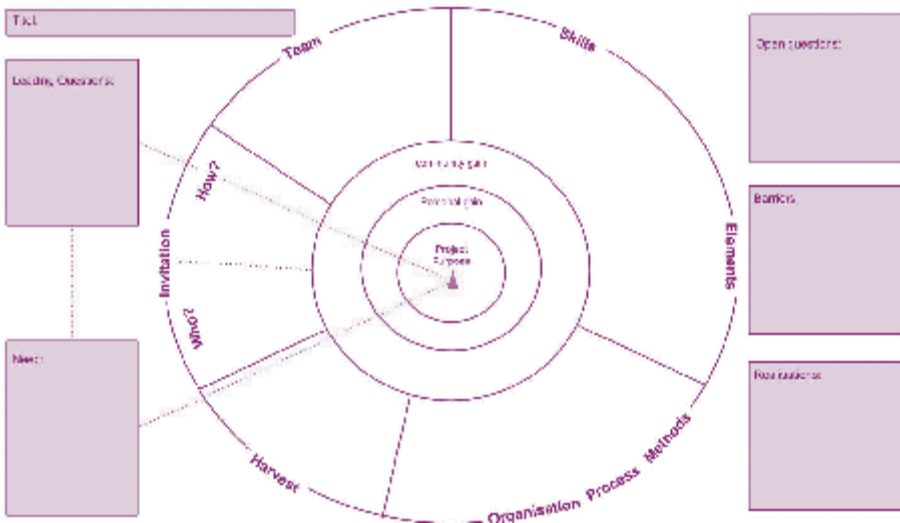 Title:
Team
Skills
Leading Questions:
Open questions:
How?
Community gain
Personal gain
Project
Purpose
Barriers:
Invitation
Elements
Who?
Need:
Realisations:
Harvest
Organisation Process Methods